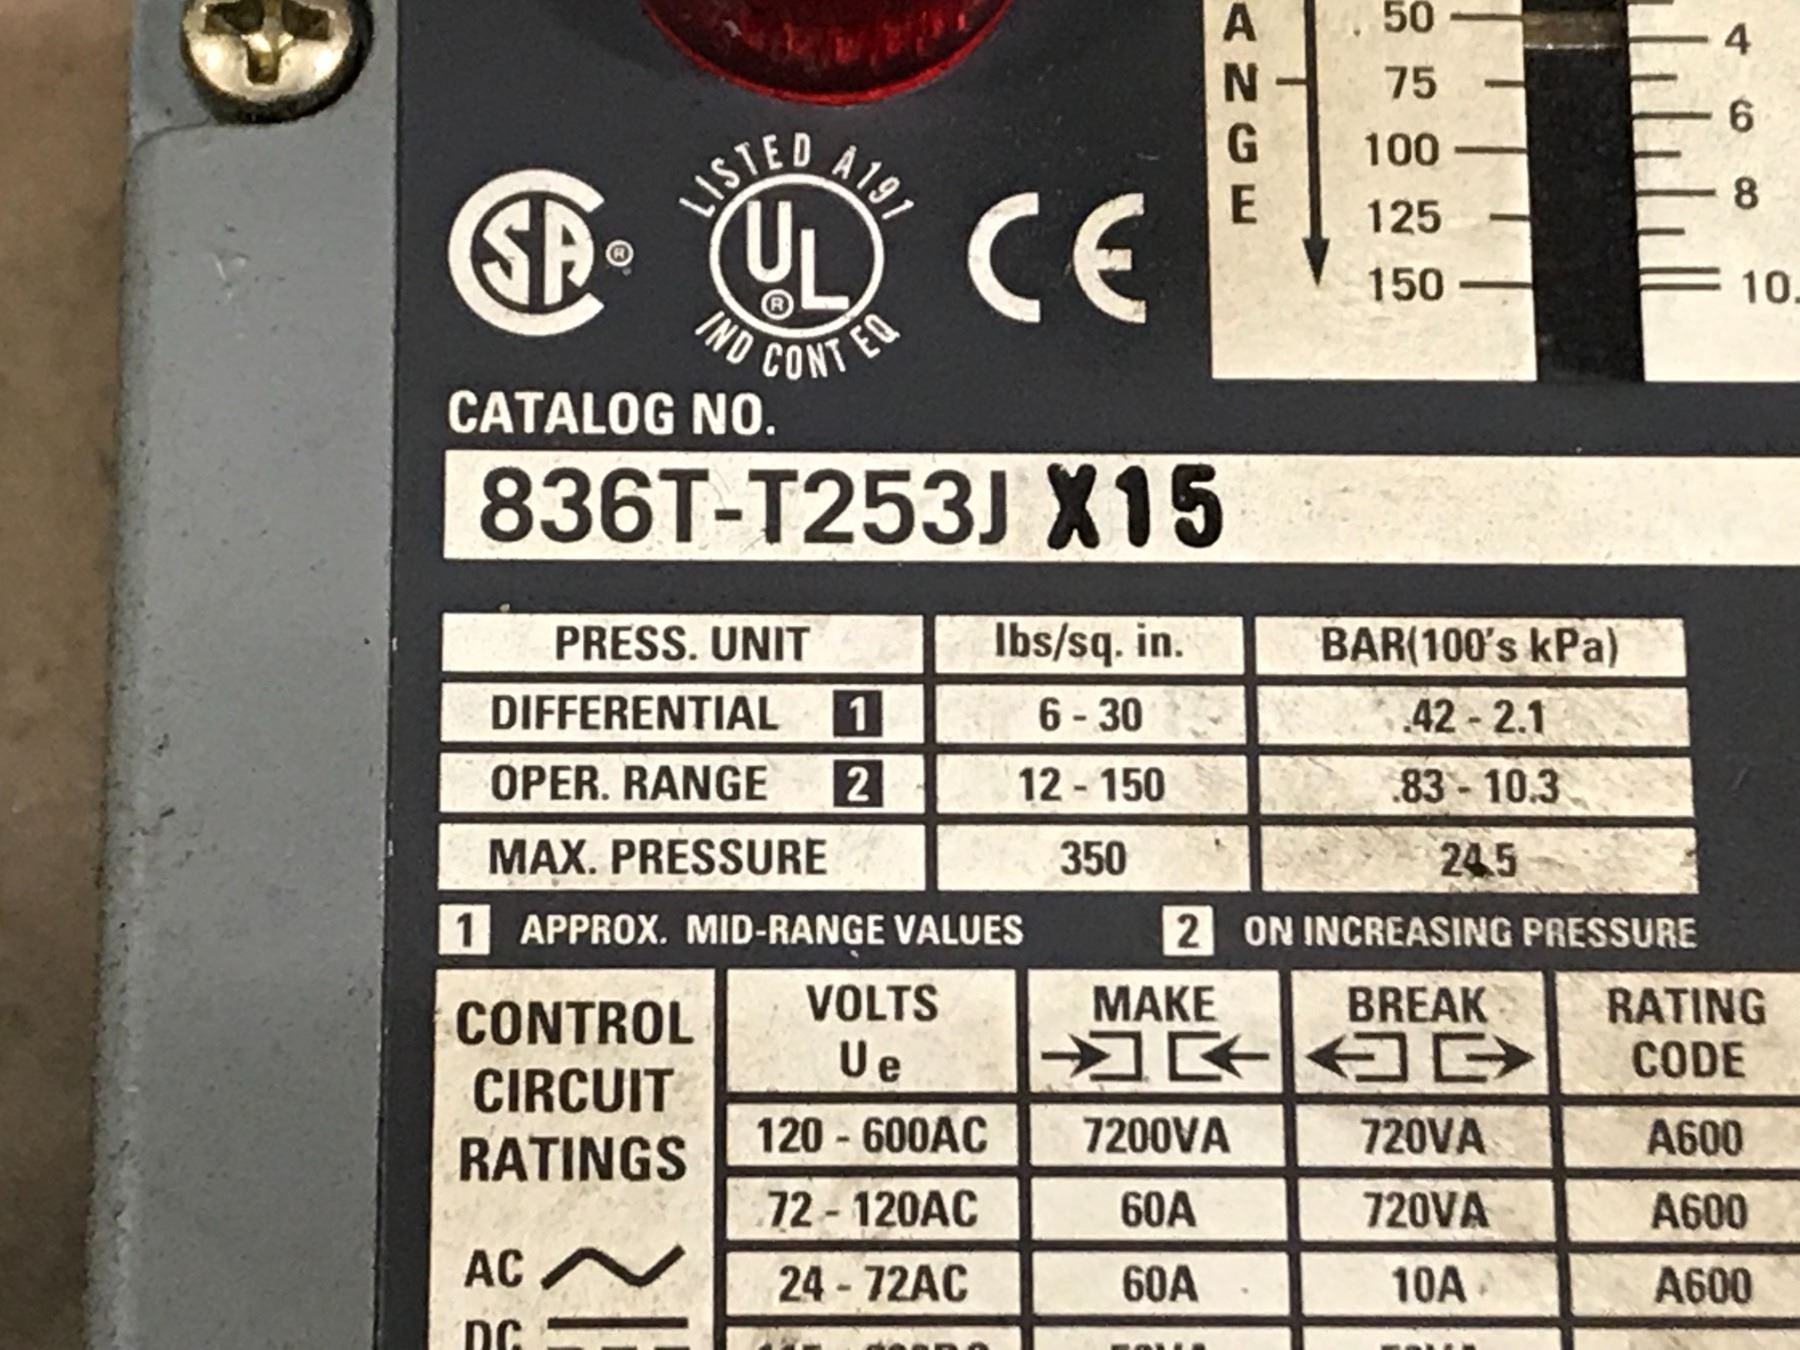 RANGE
50
75
100
125
150
4
6
8
10.
SA®
LISTED A191
UL®
IND CONT EQ
CE
CATALOG NO.
836T-T253J X15
PRESS. UNIT lbs/sq. in. BAR(100's kPa)
DIFFERENTIAL 1 6 - 30 .42 - 2.1
OPER. RANGE 2 12 - 150 .83 - 10.3
MAX. PRESSURE 350 24.5
1 APPROX. MID-RANGE VALUES 2 ON INCREASING PRESSURE
CONTROL CIRCUIT RATINGS
VOLTS Ue MAKE BREAK RATING CODE
120 - 600AC 7200VA 720VA A600
72 - 120AC 60A 720VA A600
24 - 72AC 60A 10A A600
AC
DC